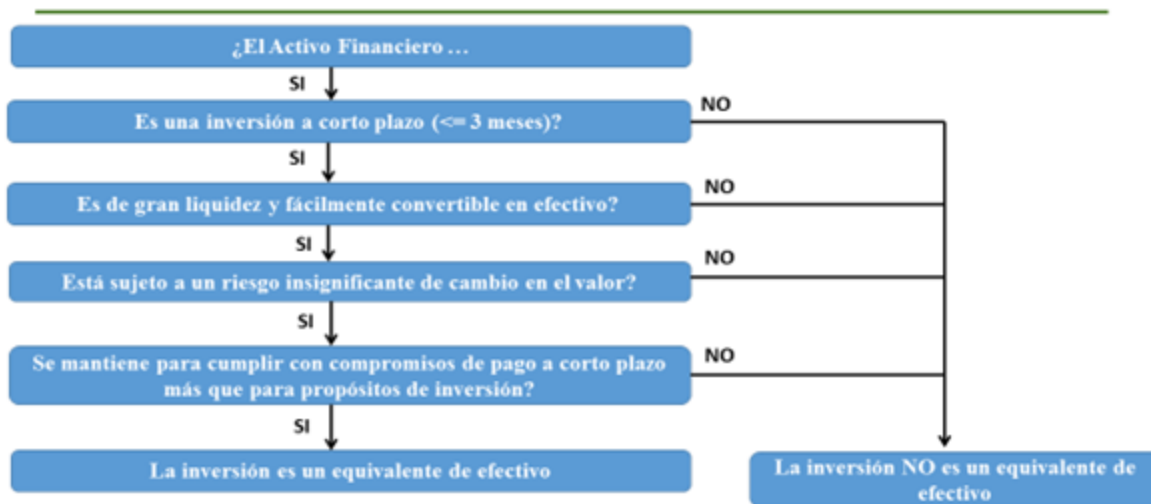 ¿El Activo Financiero …
SI
Es una inversión a corto plazo (<= 3 meses)?
NO
SI
Es de gran liquidez y fácilmente convertible en efectivo?
NO
SI
Está sujeto a un riesgo insignificante de cambio en el valor?
NO
SI
Se mantiene para cumplir con compromisos de pago a corto plazo
más que para propósitos de inversión?
NO
SI
La inversión es un equivalente de efectivo
La inversión NO es un equivalente de
efectivo